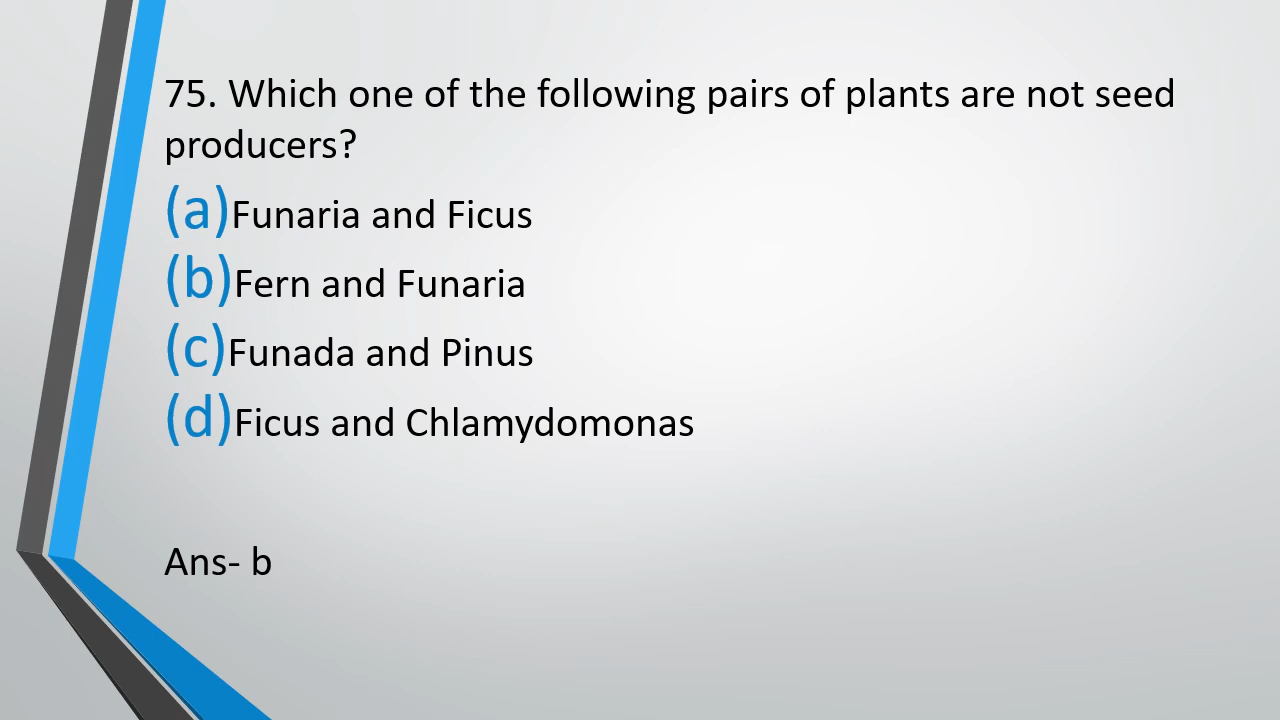 75. Which one of the following pairs of plants are not seed
producers?
(a)Funaria and Ficus
(b)Fern and Funaria
(c)Funada and Pinus
(d)Ficus and Chlamydomonas
Ans- b